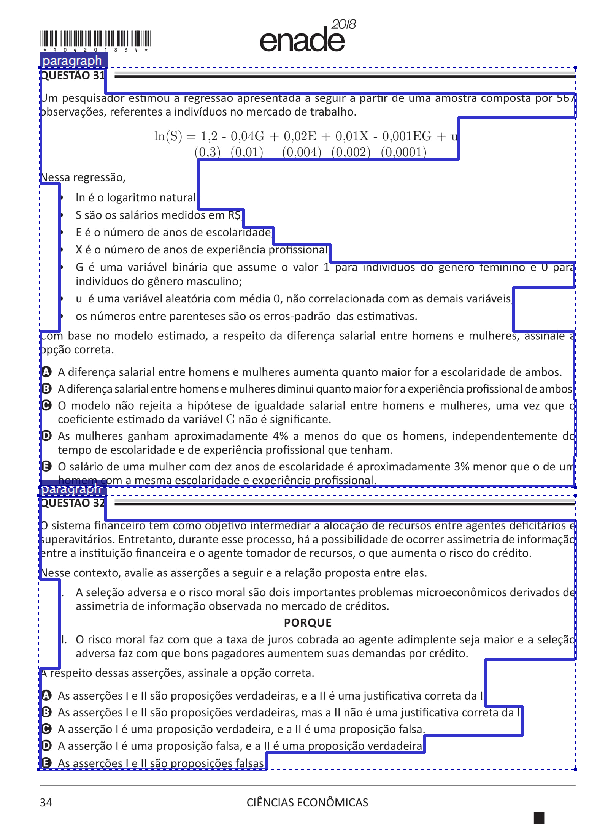 enade 2018
*1042018 34*
paragraph
QUESTÃO 31
Um pesquisador estimou a regressão apresentada a seguir a partir de uma amostra composta por 567
observações, referentes a indivíduos no mercado de trabalho.
ln(S) = 1,2 - 0,04G + 0,02E + 0,01X - 0,001EG + u
(0,3) (0,01) (0,004) (0,002) (0,0001)
Nessa regressão,
• ln é o logaritmo natural
• S são os salários medidos em R$
• E é o número de anos de escolaridade
• X é o número de anos de experiência profissional
• G é uma variável binária que assume o valor 1 para indivíduos do gênero feminino e 0 para
indivíduos do gênero masculino;
• u é uma variável aleatória com média 0, não correlacionada com as demais variáveis
• os números entre parenteses são os erros-padrão das estimativas.
Com base no modelo estimado, a respeito da diferença salarial entre homens e mulheres, assinale a
opção correta.
A A diferença salarial entre homens e mulheres aumenta quanto maior for a escolaridade de ambos.
B A diferença salarial entre homens e mulheres diminui quanto maior for a experiência profissional de ambos
C O modelo não rejeita a hipótese de igualdade salarial entre homens e mulheres, uma vez que o
coeficiente estimado da variável G não é significante.
D As mulheres ganham aproximadamente 4% a menos do que os homens, independentemente do
tempo de escolaridade e de experiência profissional que tenham.
E O salário de uma mulher com dez anos de escolaridade é aproximadamente 3% menor que o de um
homem com a mesma escolaridade e experiência profissional.
paragraph
QUESTÃO 32
O sistema financeiro tem como objetivo intermediar a alocação de recursos entre agentes deficitários e
superavitários. Entretanto, durante esse processo, há a possibilidade de ocorrer assimetria de informação
entre a instituição financeira e o agente tomador de recursos, o que aumenta o risco do crédito.
Nesse contexto, avalie as asserções a seguir e a relação proposta entre elas.
I. A seleção adversa e o risco moral são dois importantes problemas microeconômicos derivados de
assimetria de informação observada no mercado de créditos.
PORQUE
II. O risco moral faz com que a taxa de juros cobrada ao agente adimplente seja maior e a seleção
adversa faz com que bons pagadores aumentem suas demandas por crédito.
A respeito dessas asserções, assinale a opção correta.
A As asserções I e II são proposições verdadeiras, e a II é uma justificativa correta da I
B As asserções I e II são proposições verdadeiras, mas a II não é uma justificativa correta da I
C A asserção I é uma proposição verdadeira, e a II é uma proposição falsa.
D A asserção I é uma proposição falsa, e a II é uma proposição verdadeira
E As asserções I e II são proposições falsas
34 CIÊNCIAS ECONÔMICAS